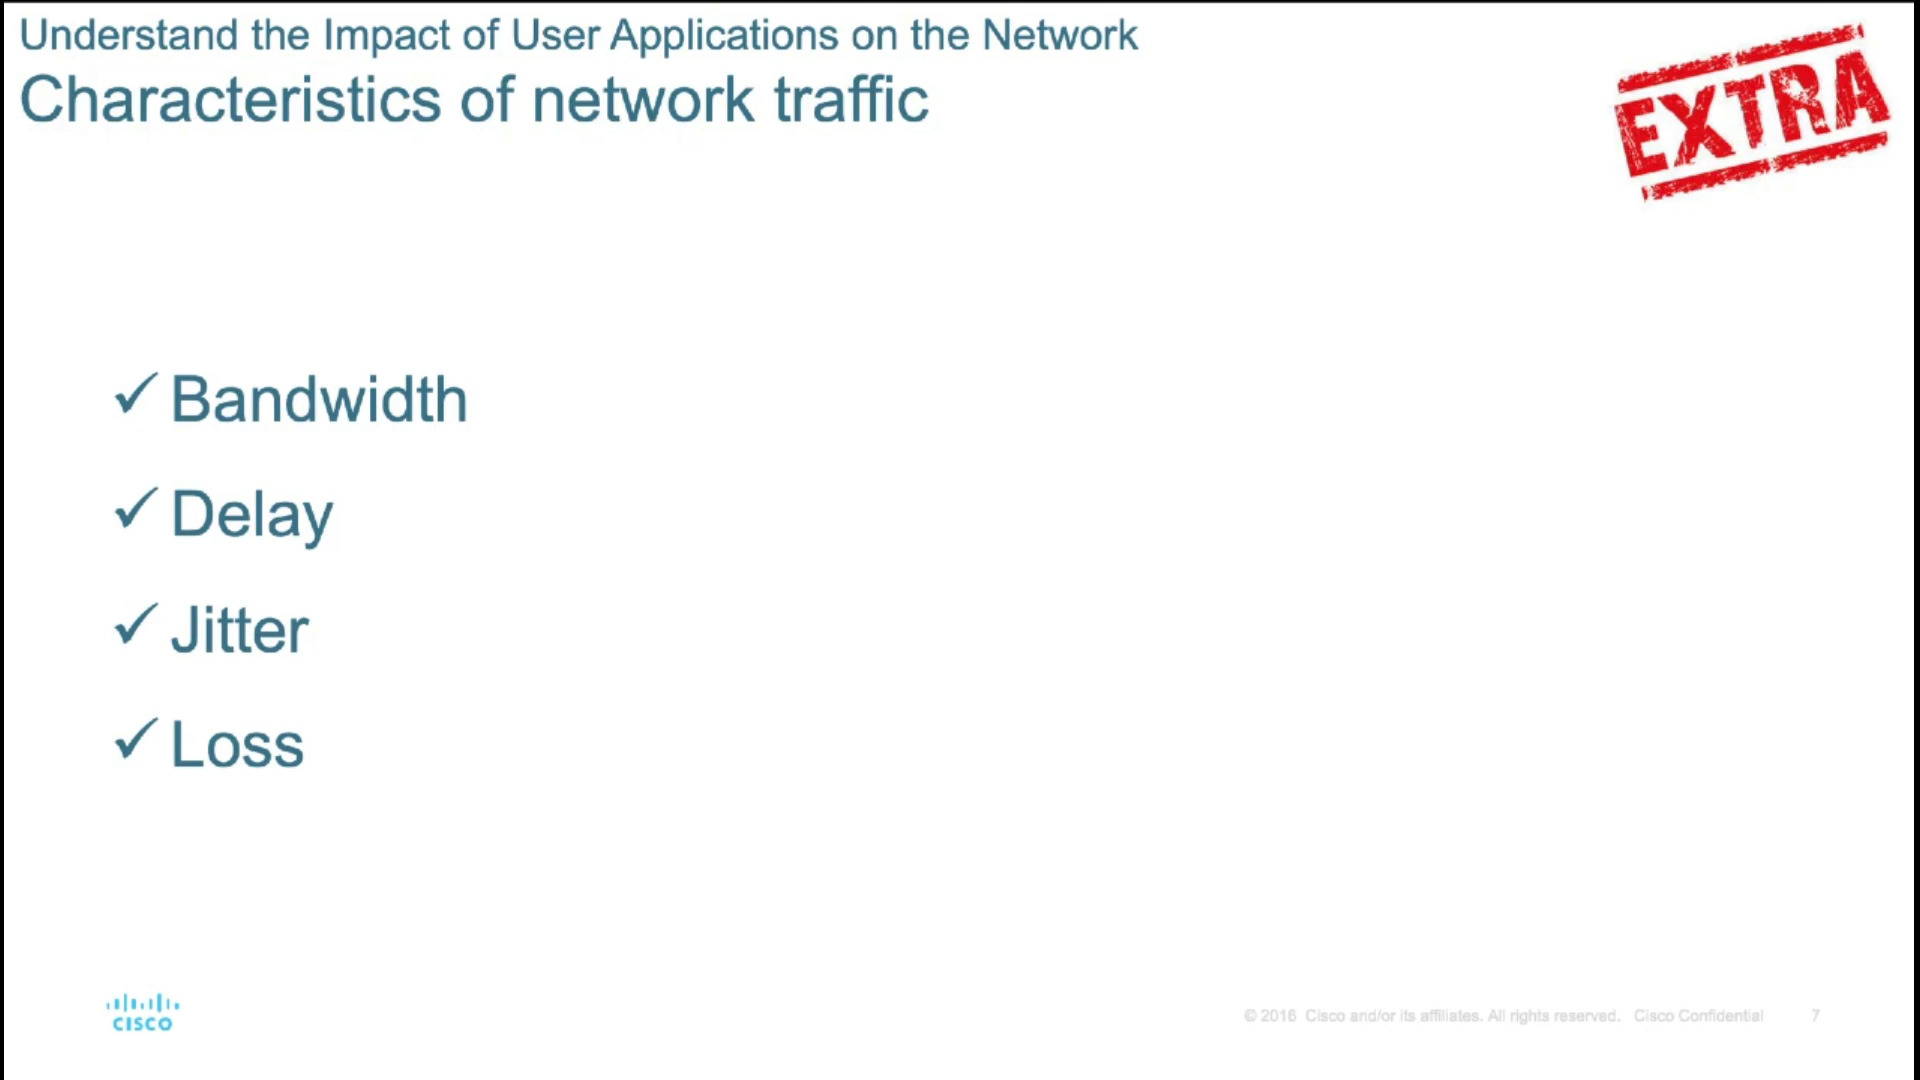 Understand the Impact of User Applications on the Network
Characteristics of network traffic
EXTRA
✓ Bandwidth
✓ Delay
✓ Jitter
✓ Loss
CISCO
© 2016 Cisco and/or its affiliates. All rights reserved. Cisco Confidential 7